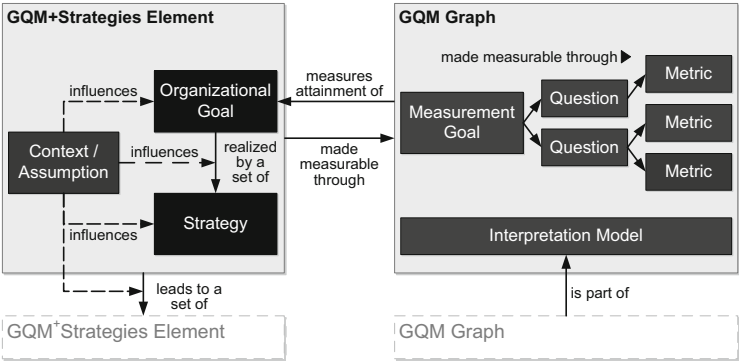 GQM+Strategies Element
influences
Organizational
Goal
Context /
Assumption
influences
realized
by a
set of
influences
Strategy
leads to a
set of
GQM+Strategies Element
measures
attainment of
made
measurable
through
GQM Graph
made measurable through
Metric
Question
Measurement
Goal
Metric
Question
Metric
Interpretation Model
is part of
GQM Graph